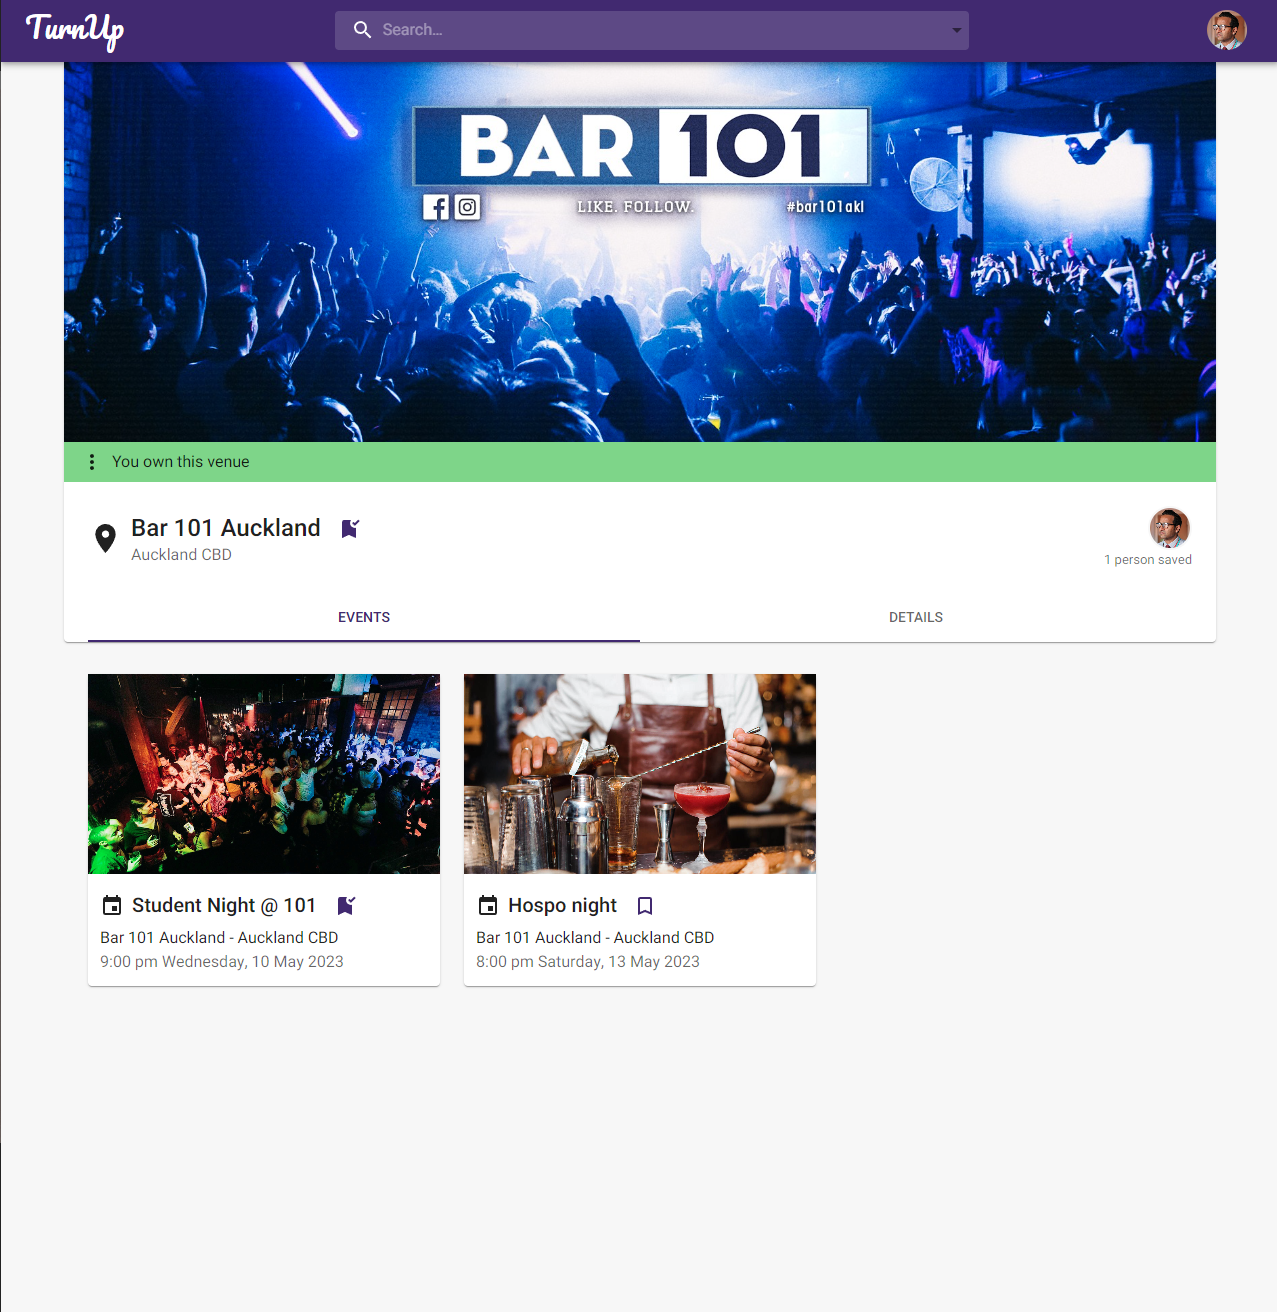 TurnUp
Search...
BAR 101
LIKE. FOLLOW.
#bar101akl
You own this venue
Bar 101 Auckland
Auckland CBD
1 person saved
EVENTS
DETAILS
Student Night @ 101
Bar 101 Auckland - Auckland CBD
9:00 pm Wednesday, 10 May 2023
Hospo night
Bar 101 Auckland - Auckland CBD
8:00 pm Saturday, 13 May 2023